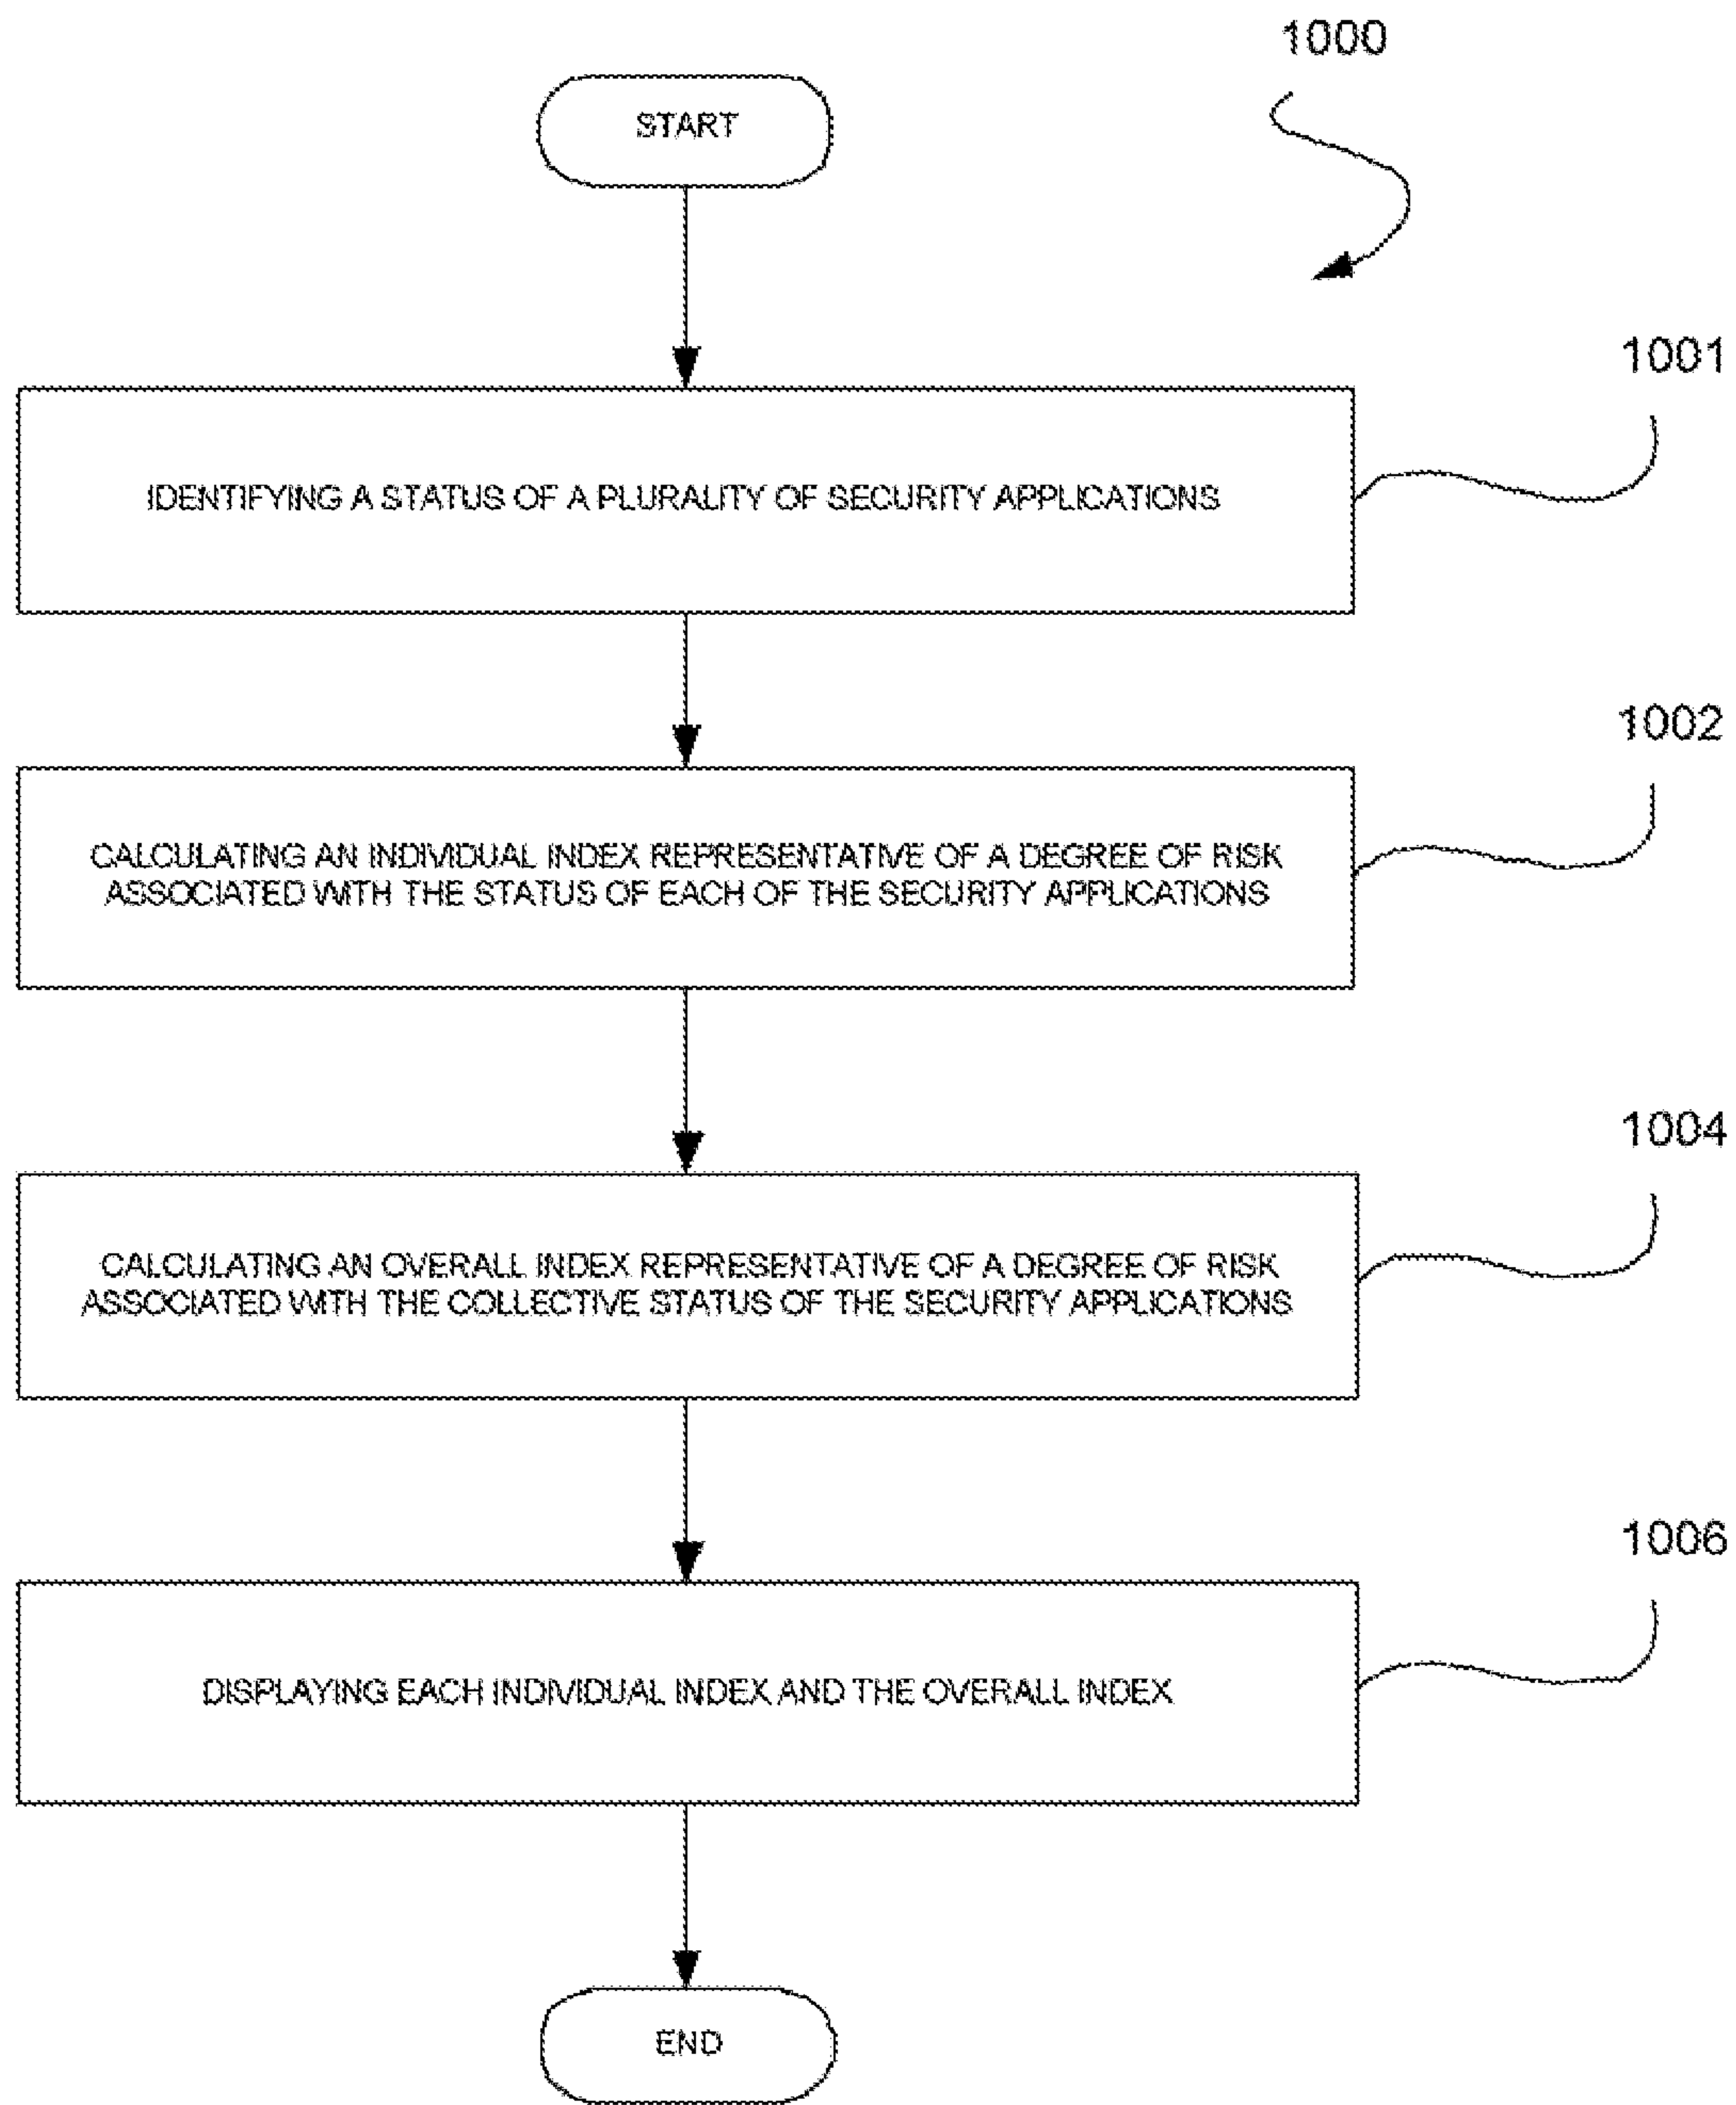 1000
START
1001
IDENTIFYING A STATUS OF A PLURALITY OF SECURITY APPLICATIONS
1002
CALCULATING AN INDIVIDUAL INDEX REPRESENTATIVE OF A DEGREE OF RISK
ASSOCIATED WITH THE STATUS OF EACH OF THE SECURITY APPLICATIONS
1004
CALCULATING AN OVERALL INDEX REPRESENTATIVE OF A DEGREE OF RISK
ASSOCIATED WITH THE COLLECTIVE STATUS OF THE SECURITY APPLICATIONS
1006
DISPLAYING EACH INDIVIDUAL INDEX AND THE OVERALL INDEX
END